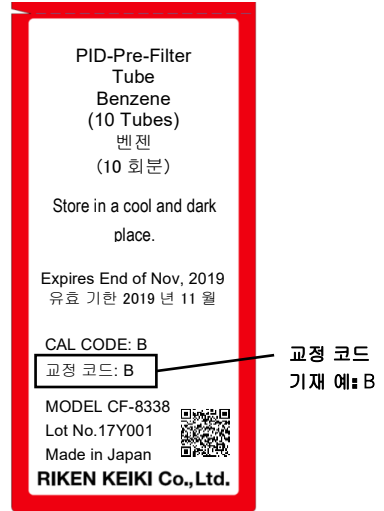 PID-Pre-Filter
Tube
Benzene
(10 Tubes)
벤젠
(10 회분)
Store in a cool and dark
place.
Expires End of Nov, 2019
유효 기한 2019 년 11 월
CAL CODE: B
교정 코드: B
MODEL CF-8338
Lot No.17Y001
Made in Japan
RIKEN KEIKI Co.,Ltd.
교정 코드
기재 예: B